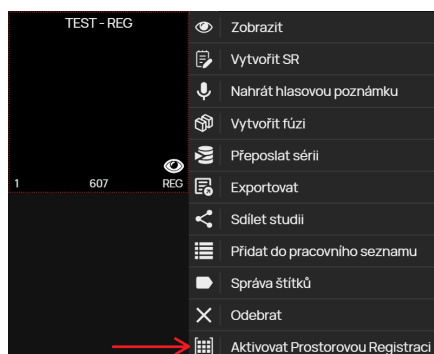 TEST - REG
1 607 REG
Zobrazit
Vytvořit SR
Nahrát hlasovou poznámku
Vytvořit fúzi
Přeposlat sérii
Exportovat
Sdílet studii
Přidat do pracovního seznamu
Správa štítků
Odebrat
Aktivovat Prostorovou Registraci